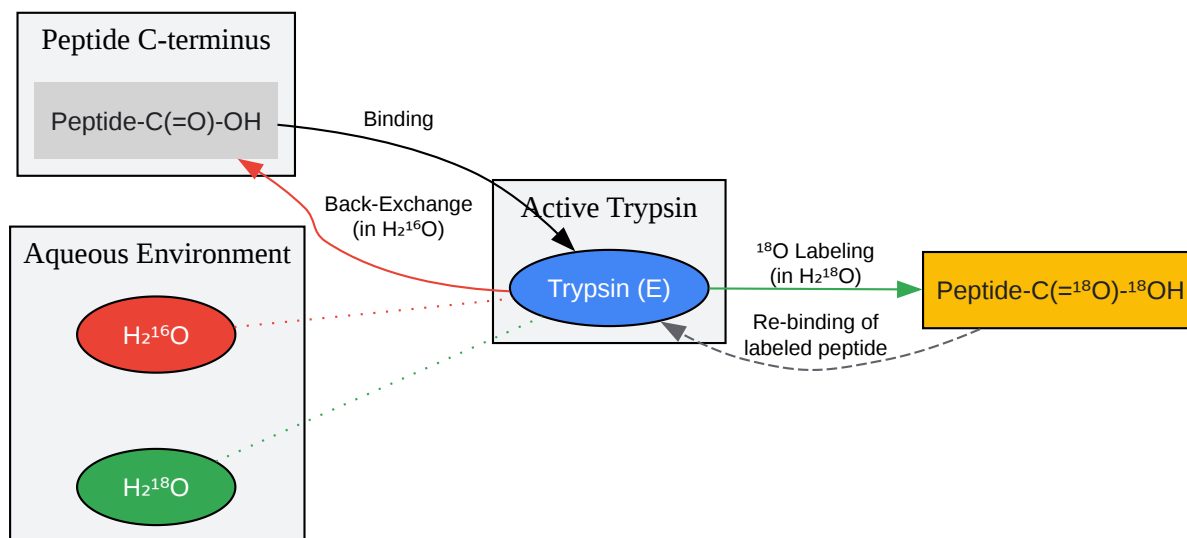 Peptide C-terminus
Peptide-C(=O)-OH
Binding
Back-Exchange
(in H₂¹⁶O)
Active Trypsin
Trypsin (E)
¹⁸O Labeling
(in H₂¹⁸O)
Peptide-C(=¹⁸O)-¹⁸OH
Re-binding of
labeled peptide
Aqueous Environment
H₂¹⁶O
H₂¹⁸O